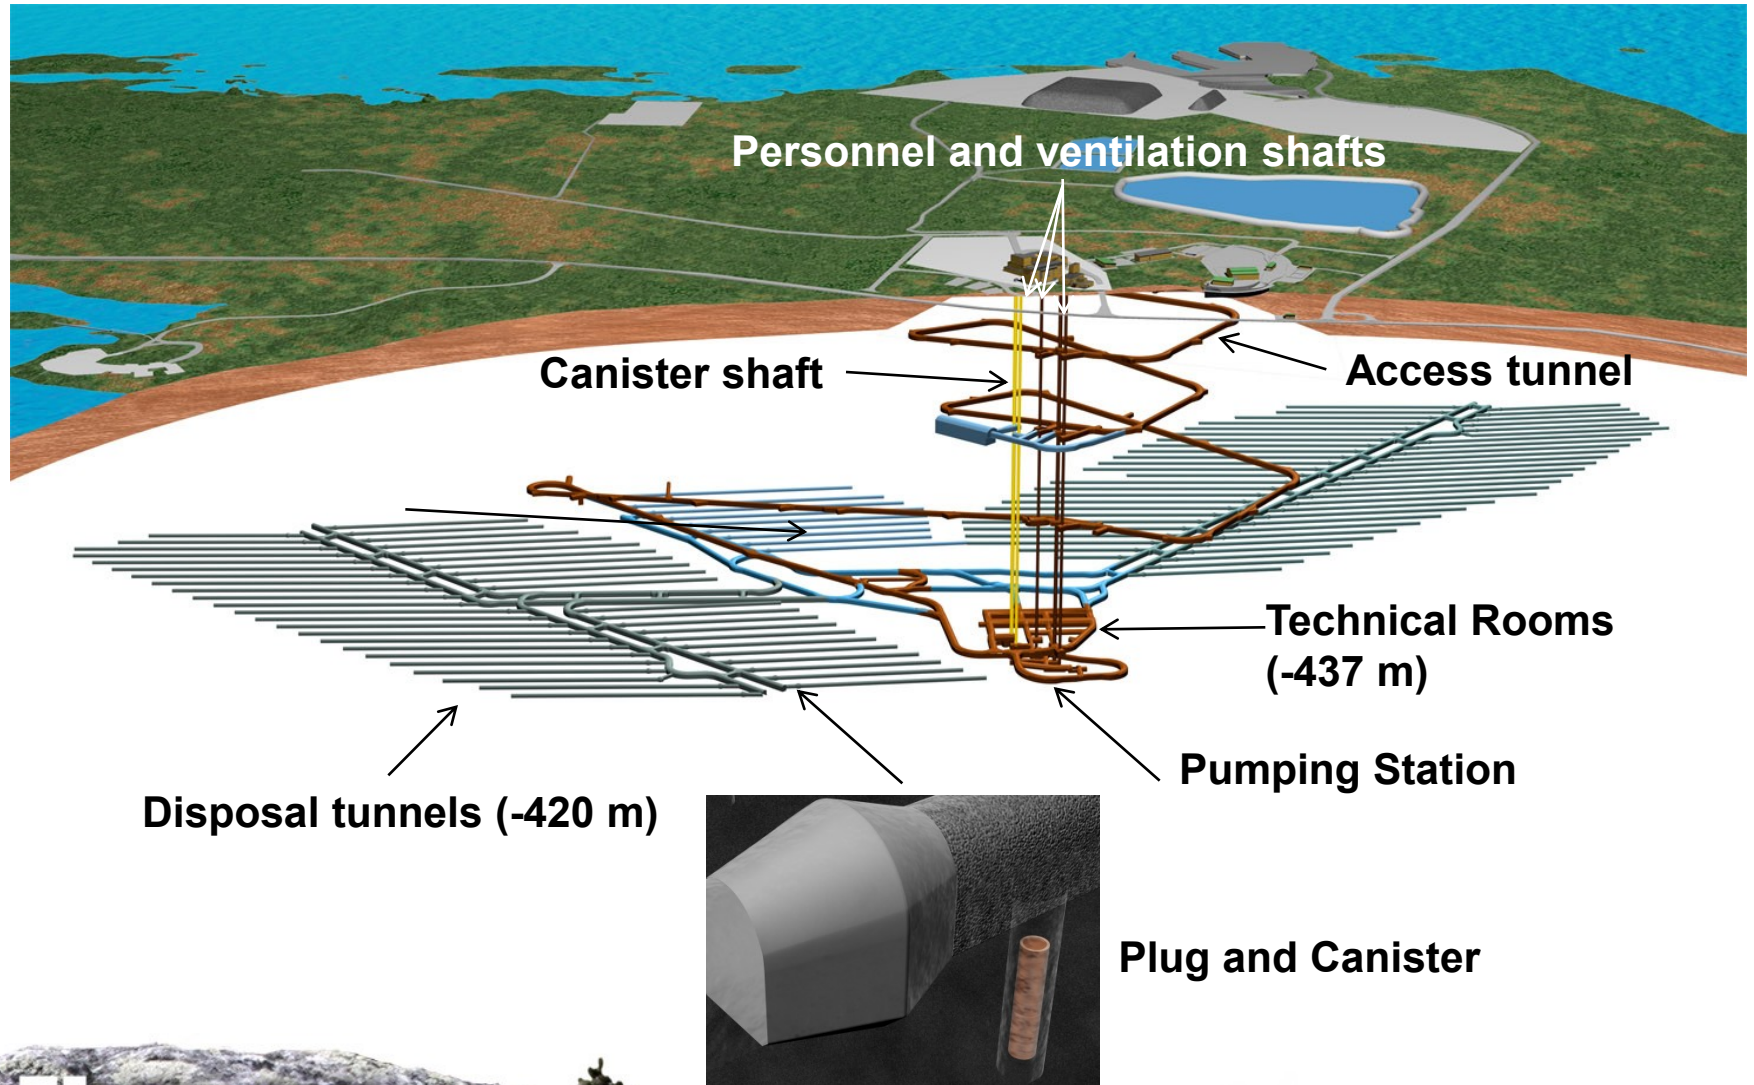 Personnel and ventilation shafts
Canister shaft
Access tunnel
Technical Rooms
(-437 m)
Pumping Station
Disposal tunnels (-420 m)
Plug and Canister